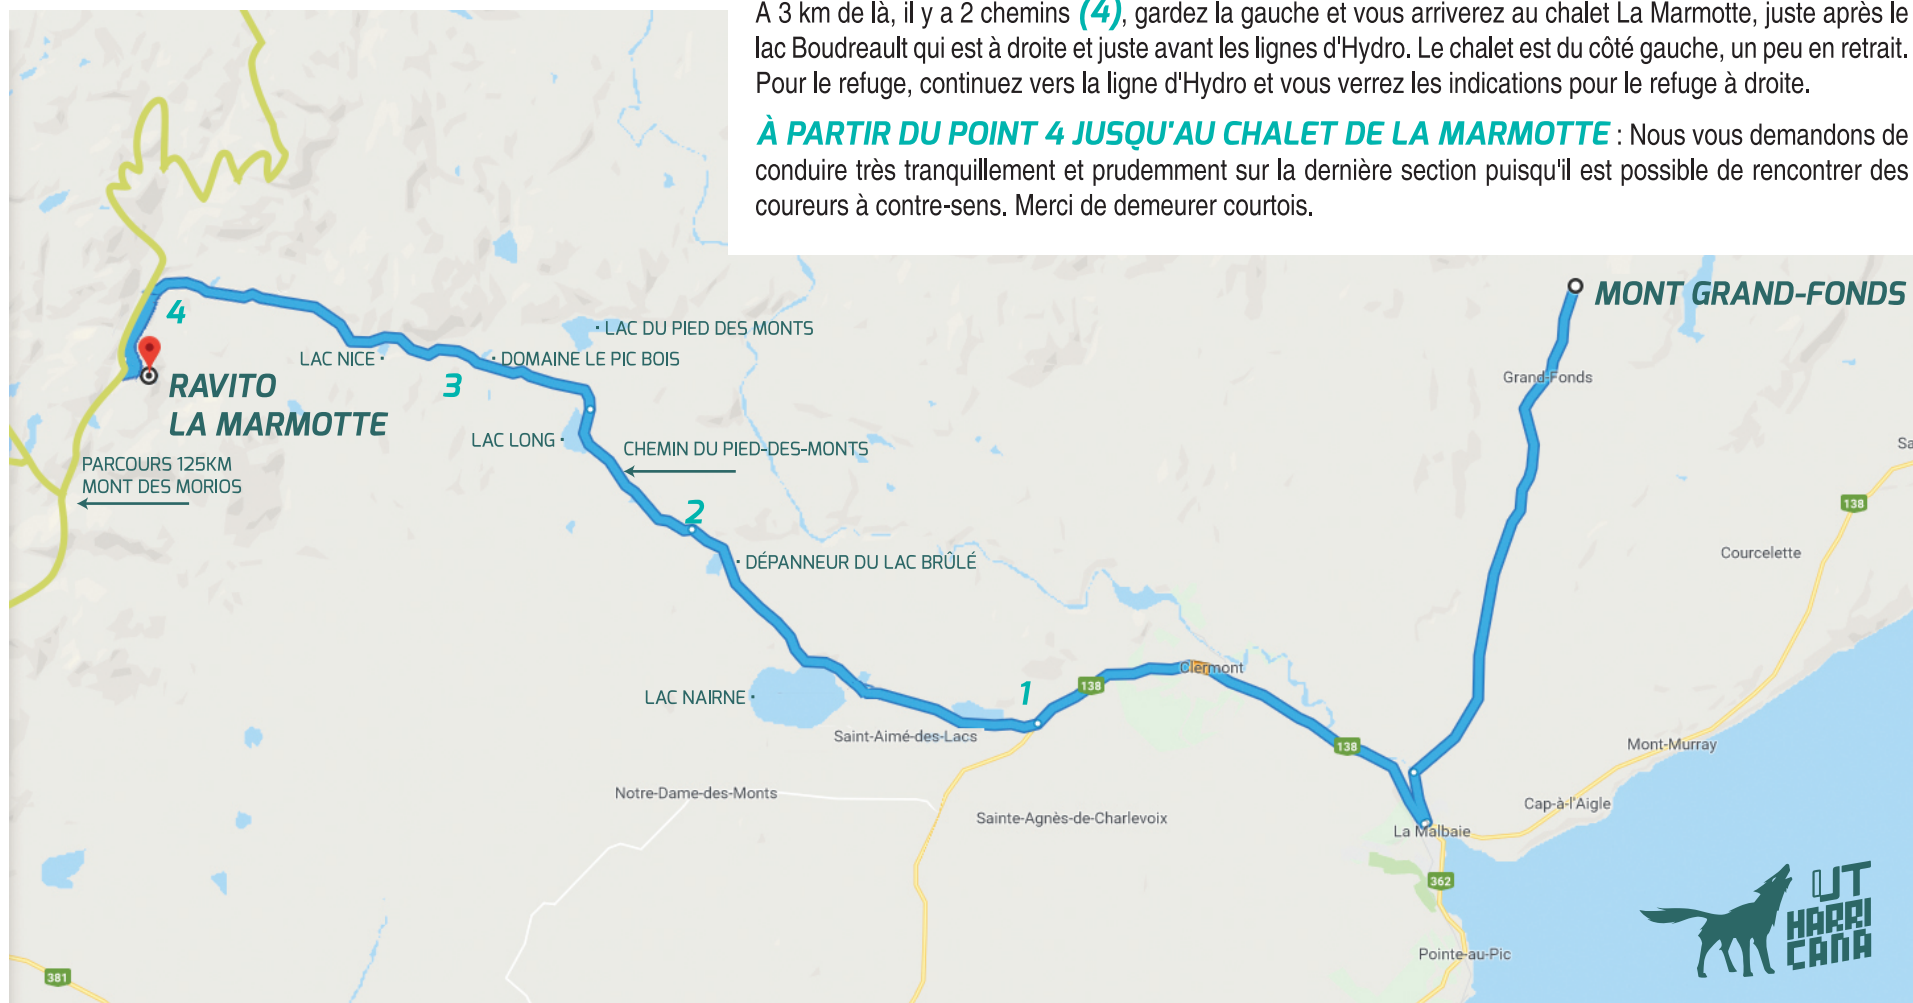 À 3 km de là, il y a 2 chemins (4), gardez la gauche et vous arriverez au chalet La Marmotte, juste après le
lac Boudreault qui est à droite et juste avant les lignes d'Hydro. Le chalet est du côté gauche, un peu en retrait.
Pour le refuge, continuez vers la ligne d'Hydro et vous verrez les indications pour le refuge à droite.
À PARTIR DU POINT 4 JUSQU'AU CHALET DE LA MARMOTTE : Nous vous demandons de
conduire très tranquillement et prudemment sur la dernière section puisqu'il est possible de rencontrer des
coureurs à contre-sens. Merci de demeurer courtois.
MONT GRAND-FONDS
4
LAC DU PIED DES MONTS
LAC NICE
DOMAINE LE PIC BOIS
3
Grand-Fonds
RAVITO
LA MARMOTTE
LAC LONG
CHEMIN DU PIED-DES-MONTS
Sa
PARCOURS 125KM
MONT DES MORIOS
138
2
Courcelette
DÉPANNEUR DU LAC BRÛLÉ
Clermont
138
1
LAC NAIRNE
Saint-Aimé-des-Lacs
138
Mont-Murray
Notre-Dame-des-Monts
Cap-à-l'Aigle
Sainte-Agnès-de-Charlevoix
La Malbaie
362
UT
HARRI
CANA
Pointe-au-Pic
381